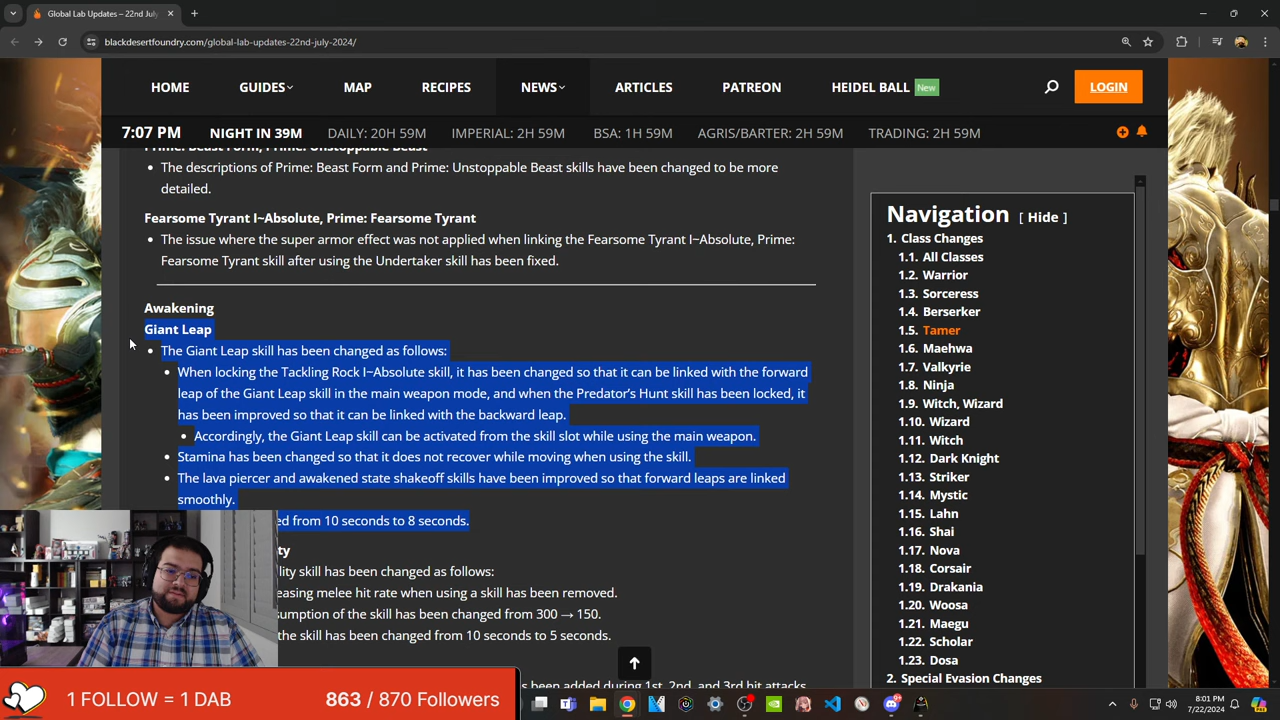 Global Lab Updates – 22nd July
blackdesertfoundry.com/global-lab-updates-22nd-july-2024/
HOME
GUIDES
MAP
RECIPES
NEWS
ARTICLES
PATREON
HEIDEL BALL New
LOGIN
7:07 PM
NIGHT IN 39M
DAILY: 20H 59M
IMPERIAL: 2H 59M
BSA: 1H 59M
AGRIS/BARTER: 2H 59M
TRADING: 2H 59M
Prime: Beast Form, Prime: Unstoppable Beast
The descriptions of Prime: Beast Form and Prime: Unstoppable Beast skills have been changed to be more
detailed.
Fearsome Tyrant I~Absolute, Prime: Fearsome Tyrant
The issue where the super armor effect was not applied when linking the Fearsome Tyrant I~Absolute, Prime:
Fearsome Tyrant skill after using the Undertaker skill has been fixed.
Awakening
Giant Leap
The Giant Leap skill has been changed as follows:
When locking the Tackling Rock I~Absolute skill, it has been changed so that it can be linked with the forward
leap of the Giant Leap skill in the main weapon mode, and when the Predator's Hunt skill has been locked, it
has been improved so that it can be linked with the backward leap.
Accordingly, the Giant Leap skill can be activated from the skill slot while using the main weapon.
Stamina has been changed so that it does not recover while moving when using the skill.
The lava piercer and awakened state shakeoff skills have been improved so that forward leaps are linked
smoothly.
ed from 10 seconds to 8 seconds.
ty
lity skill has been changed as follows:
easing melee hit rate when using a skill has been removed.
sumption of the skill has been changed from 300 → 150.
the skill has been changed from 10 seconds to 5 seconds.
s been added during 1st, 2nd, and 3rd hit attacks
Navigation [ Hide ]
1. Class Changes
1.1. All Classes
1.2. Warrior
1.3. Sorceress
1.4. Berserker
1.5. Tamer
1.6. Maehwa
1.7. Valkyrie
1.8. Ninja
1.9. Witch, Wizard
1.10. Wizard
1.11. Witch
1.12. Dark Knight
1.13. Striker
1.14. Mystic
1.15. Lahn
1.16. Shai
1.17. Nova
1.18. Corsair
1.19. Drakania
1.20. Woosa
1.21. Maegu
1.22. Scholar
1.23. Dosa
2. Special Evasion Changes
1 FOLLOW = 1 DAB
863 / 870 Followers
8:01 PM
7/22/2024